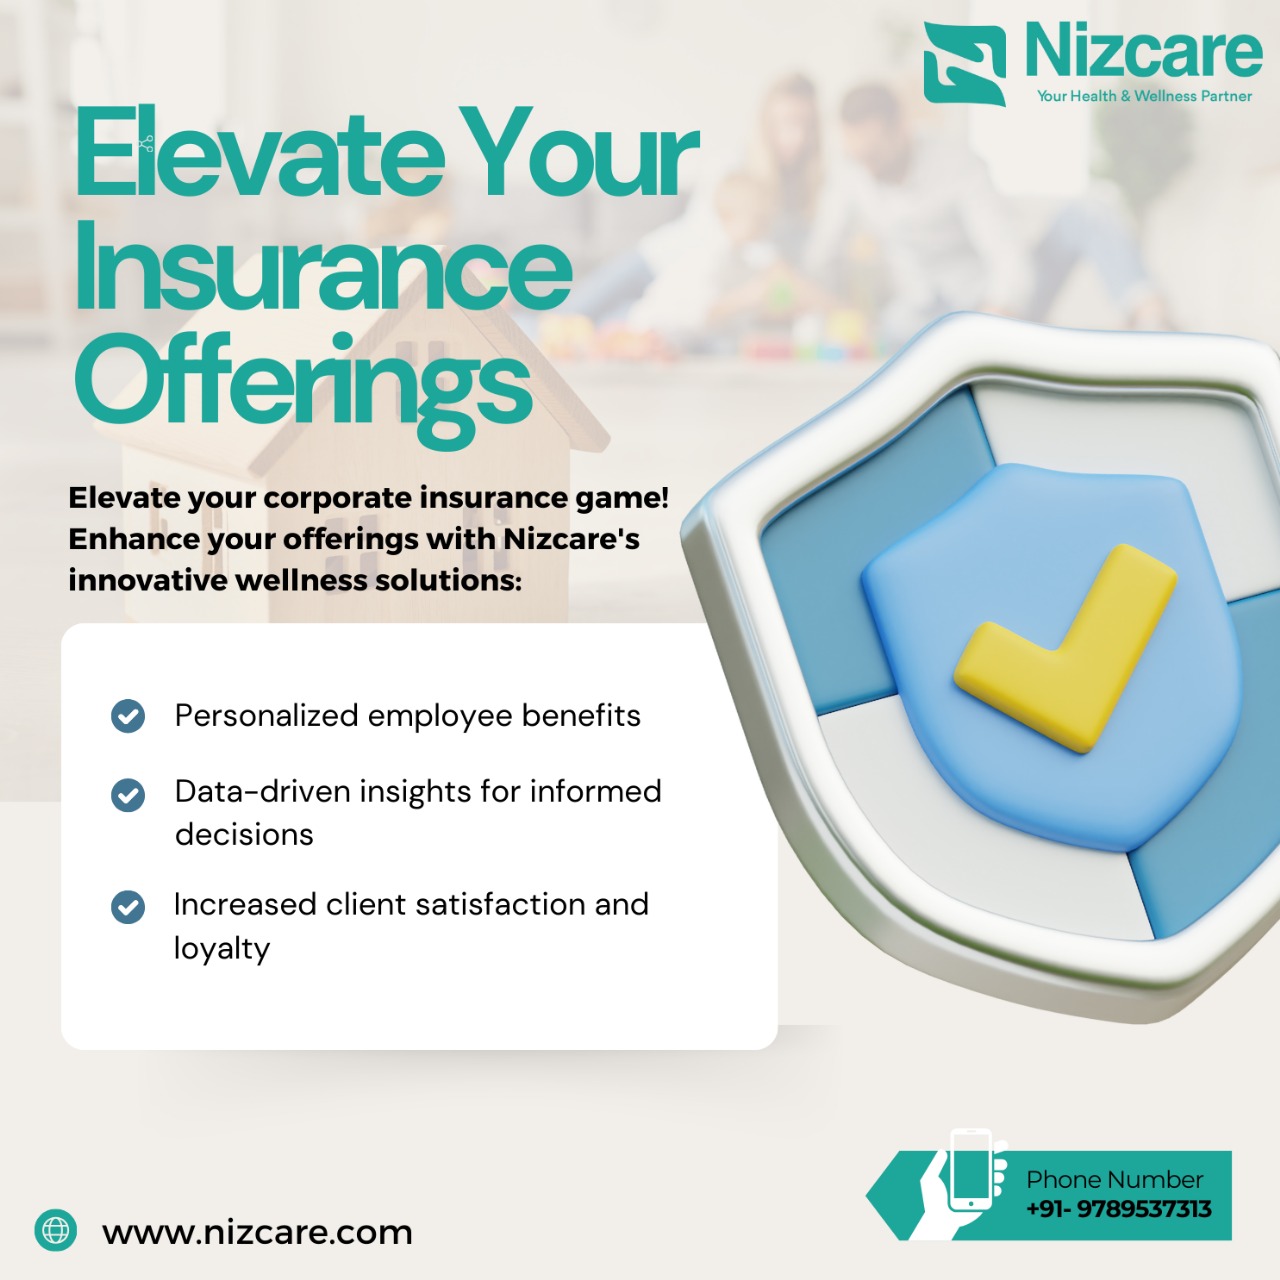 Nizcare
Your Health & Wellness Partner
Elevate Your
Insurance
Offerings
Elevate your corporate insurance game!
Enhance your offerings with Nizcare's
innovative wellness solutions:
Personalized employee benefits
Data-driven insights for informed
decisions
Increased client satisfaction and
loyalty
Phone Number
+91- 9789537313
www.nizcare.com